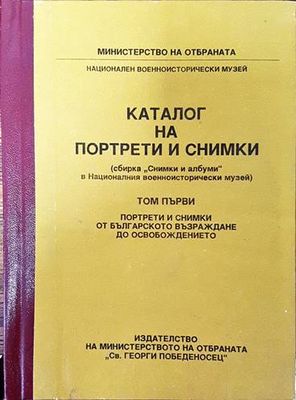 МИНИСТЕРСТВО НА ОТБРАНАТА
НАЦИОНАЛЕН ВОЕННОИСТОРИЧЕСКИ МУЗЕЙ
КАТАЛОГ
НА
ПОРТРЕТИ И СНИМКИ
(сбирка „Снимки и албуми"
в Националния военноисторически музей)
ТОМ ПЪРВИ
ПОРТРЕТИ И СНИМКИ
ОТ БЪЛГАРСКОТО ВЪЗРАЖДАНЕ
ДО ОСВОБОЖДЕНИЕТО
ИЗДАТЕЛСТВО
НА МИНИСТЕРСТВОТО НА ОТБРАНАТА
„Св. ГЕОРГИ ПОБЕДОНОСЕЦ"